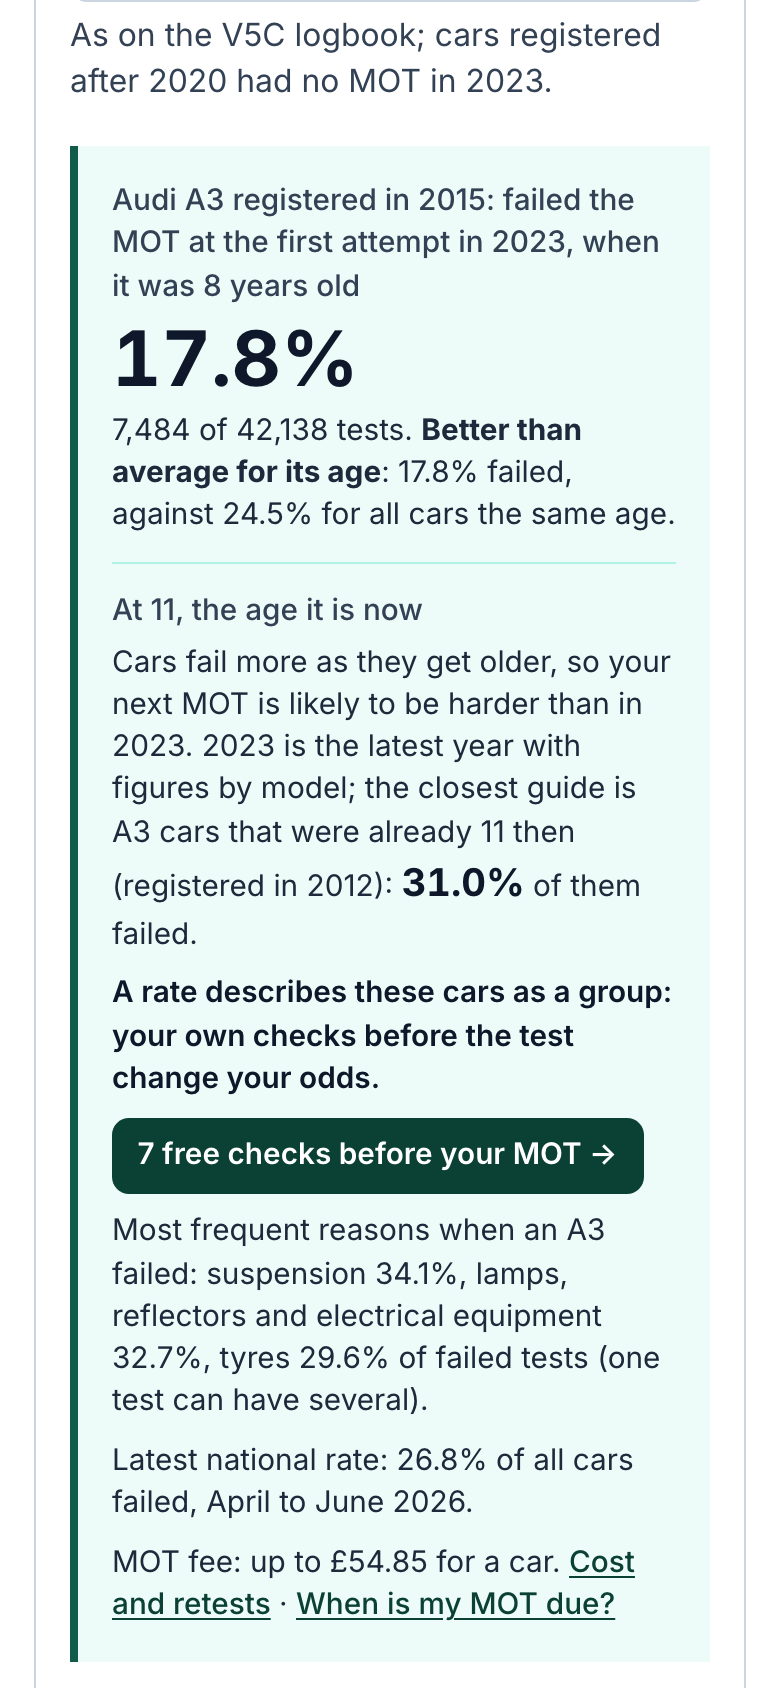 As on the V5C logbook; cars registered
after 2020 had no MOT in 2023.
Audi A3 registered in 2015: failed the
MOT at the first attempt in 2023, when
it was 8 years old
17.8%
7,484 of 42,138 tests. Better than
average for its age: 17.8% failed,
against 24.5% for all cars the same age.
At 11, the age it is now
Cars fail more as they get older, so your
next MOT is likely to be harder than in
2023. 2023 is the latest year with
figures by model; the closest guide is
A3 cars that were already 11 then
(registered in 2012): 31.0% of them
failed.
A rate describes these cars as a group:
your own checks before the test
change your odds.
7 free checks before your MOT →
Most frequent reasons when an A3
failed: suspension 34.1%, lamps,
reflectors and electrical equipment
32.7%, tyres 29.6% of failed tests (one
test can have several).
Latest national rate: 26.8% of all cars
failed, April to June 2026.
MOT fee: up to £54.85 for a car. Cost
and retests · When is my MOT due?